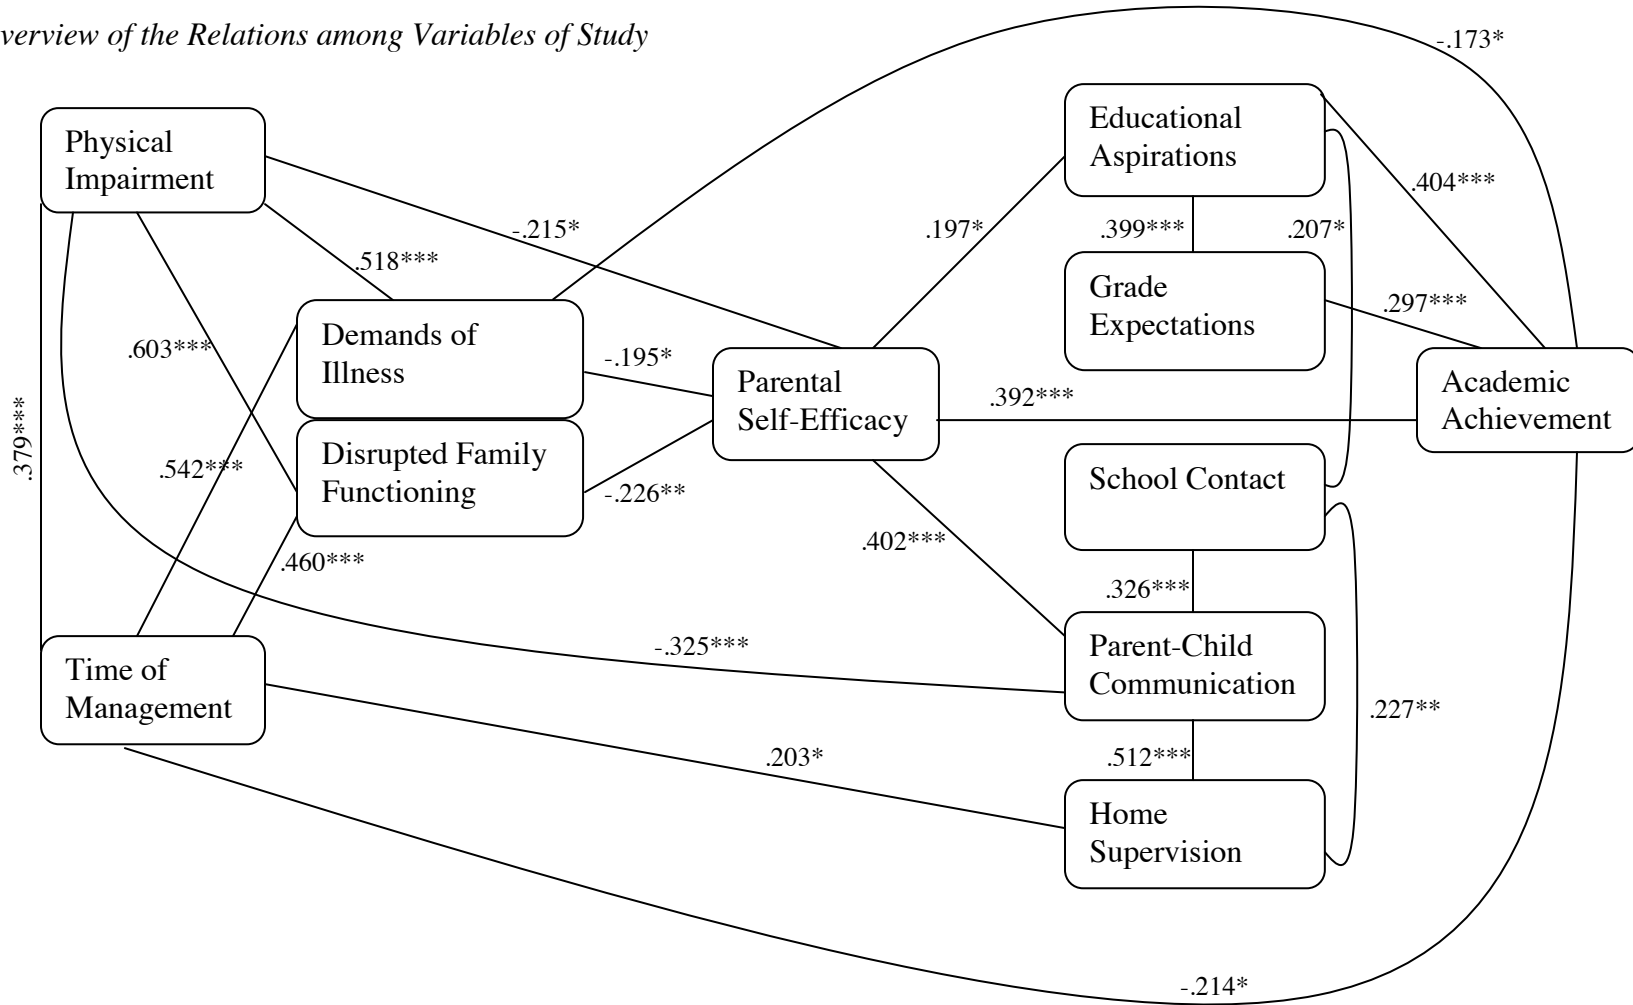 verview of the Relations among Variables of Study
-.173*
Physical
Impairment
Educational
Aspirations
.404***
-.215*
.197*
.399***
.207*
.518***
Grade
Expectations
.297***
Demands of
Illness
.603***
-.195*
Parental
Self-Efficacy
.392***
Academic
Achievement
.379***
.542***
Disrupted Family
Functioning
-.226**
School Contact
.460***
.402***
.326***
-.325***
Parent-Child
Communication
Time of
Management
.227**
.203*
.512***
Home
Supervision
-.214*